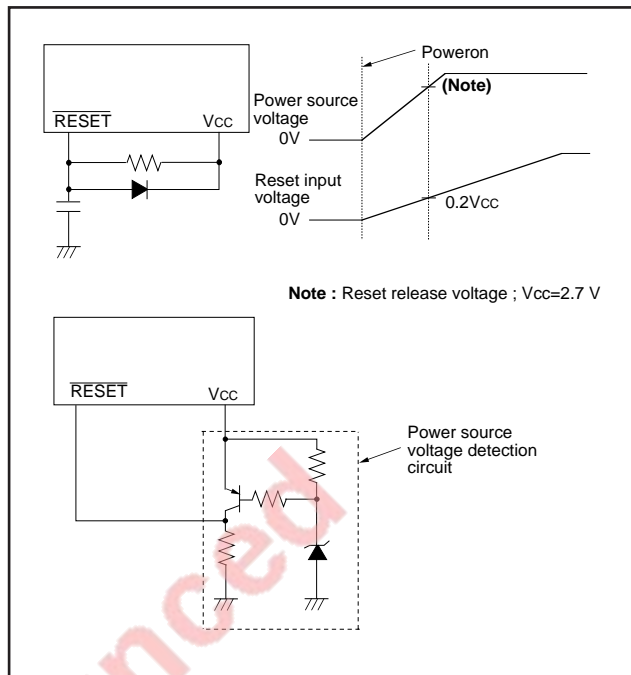 Poweron
RESET
VCC
Power source
voltage
0V
(Note)
Reset input
voltage
0V
0.2VCC
Note : Reset release voltage ; Vcc=2.7 V
RESET
VCC
Power source
voltage detection
circuit
nced